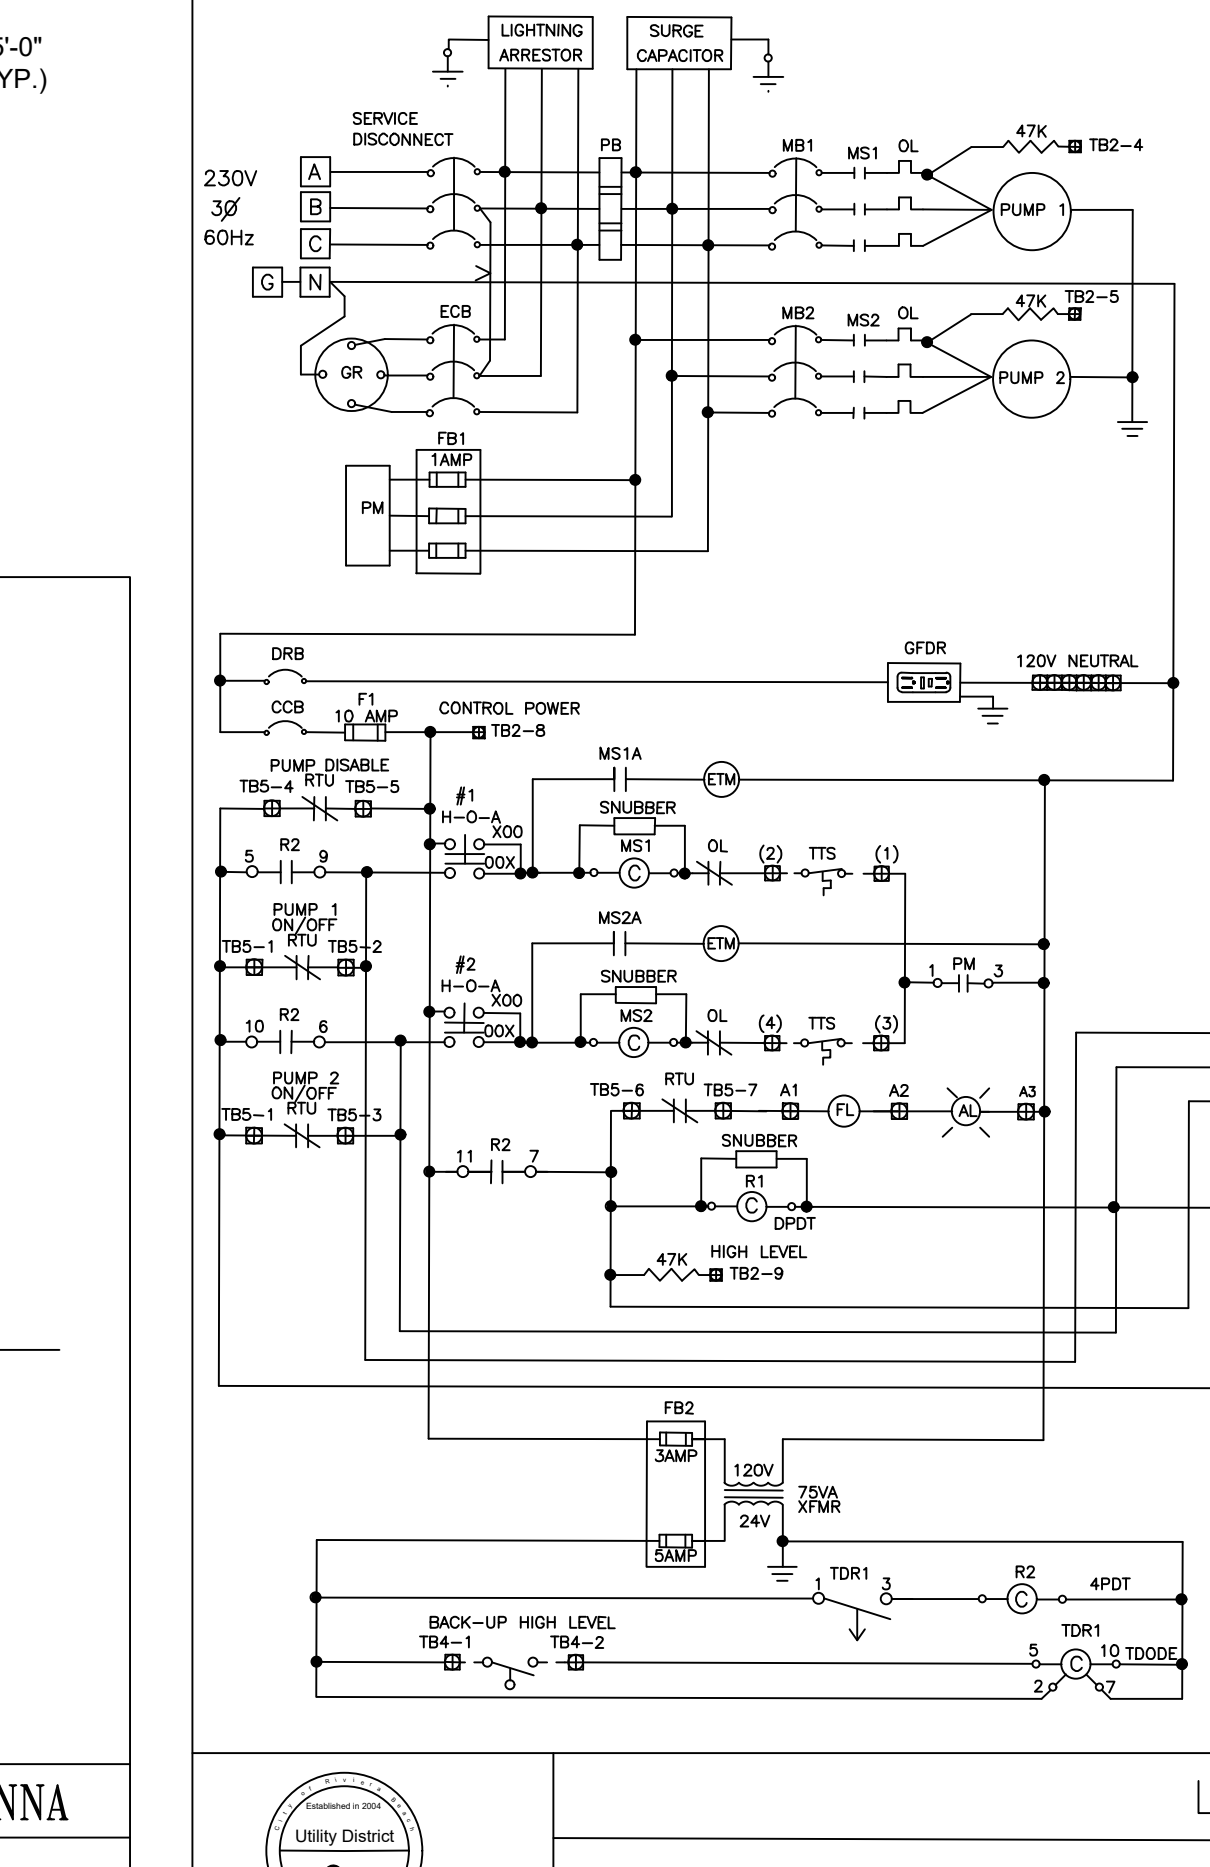 5'-0"
YP.)
LIGHTNING
ARRESTOR
SURGE
CAPACITOR
SERVICE
DISCONNECT
PB
MB1
MS1
OL
47K
TB2-4
230V
3Ø
60Hz
A
B
C
G
N
PUMP 1
ECB
GR
MB2
MS2
OL
47K
TB2-5
PUMP 2
FB1
1AMP
PM
DRB
GFDR
120V NEUTRAL
CCB
F1
10 AMP
CONTROL POWER
TB2-8
PUMP DISABLE
TB5-4
RTU
TB5-5
#1
H-O-A
X00
00X
MS1A
ETM
SNUBBER
MS1
C
OL
(2)
TTS
(1)
5
R2
9
PUMP 1
ON/OFF
TB5-1
RTU
TB5-2
MS2A
ETM
#2
H-O-A
X00
00X
SNUBBER
MS2
C
OL
(4)
TTS
(3)
1
PM
3
10
R2
6
PUMP 2
ON/OFF
TB5-1
RTU
TB5-3
TB5-6
RTU
TB5-7
A1
FL
A2
AL
A3
11
R2
7
SNUBBER
R1
C
DPDT
47K
HIGH LEVEL
TB2-9
FB2
3AMP
120V
75VA
XFMR
24V
5AMP
1
TDR1
3
R2
C
4PDT
BACK-UP HIGH LEVEL
TB4-1
TB4-2
TDR1
5
C
10
TDODE
2
7
NNA
City of Riviera Beach
Established in 2004
Utility District